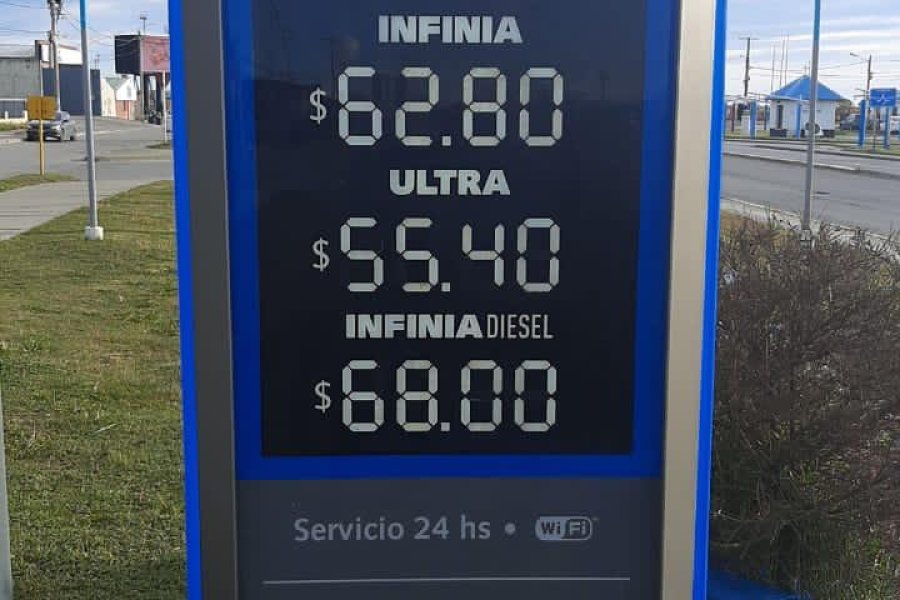 INFINIA
$62.80
ULTRA
$55.40
INFINIA DIESEL
$68.00
Servicio 24 hs • WiFi